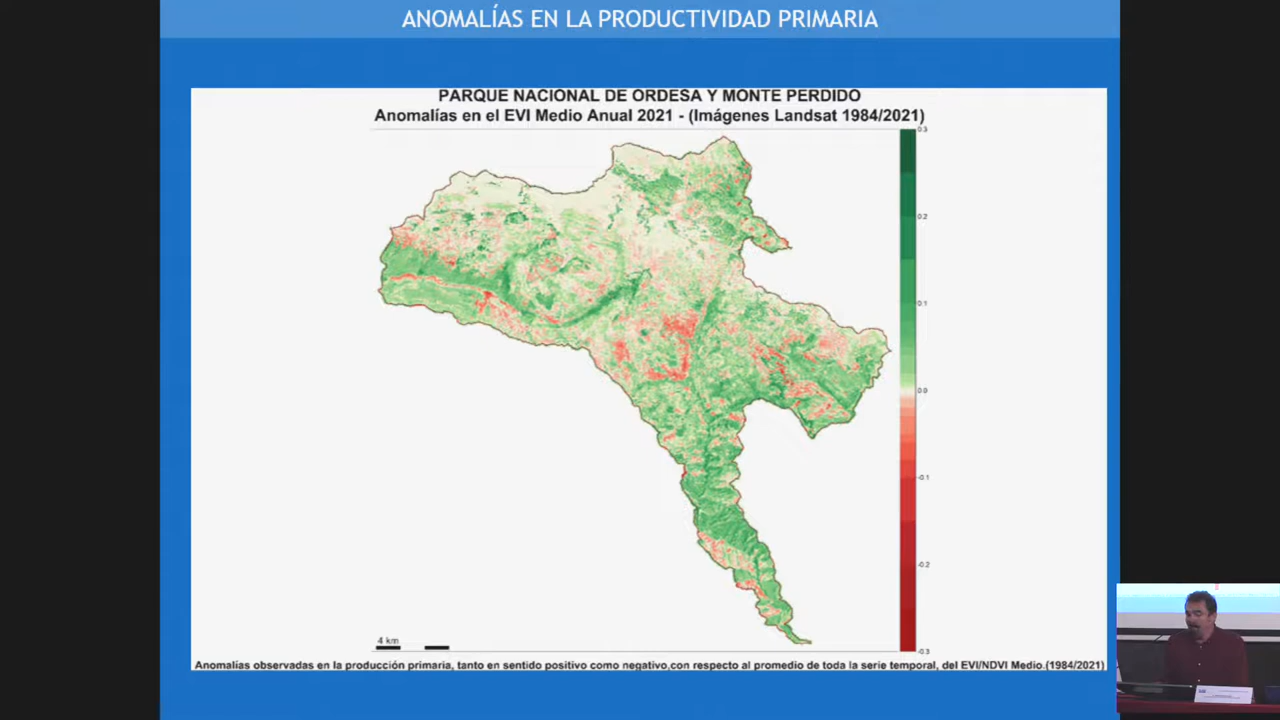 ANOMALÍAS EN LA PRODUCTIVIDAD PRIMARIA
PARQUE NACIONAL DE ORDESA Y MONTE PERDIDO
Anomalías en el EVI Medio Anual 2021 - (Imágenes Landsat 1984/2021)
0.3
0.2
0.1
0.0
-0.1
-0.2
-0.3
4 km.
Anomalías observadas en la producción primaria, tanto en sentido positivo como negativo,con respecto al promedio de toda la serie temporal, del EVI/NDVI Medio.(1984/2021)